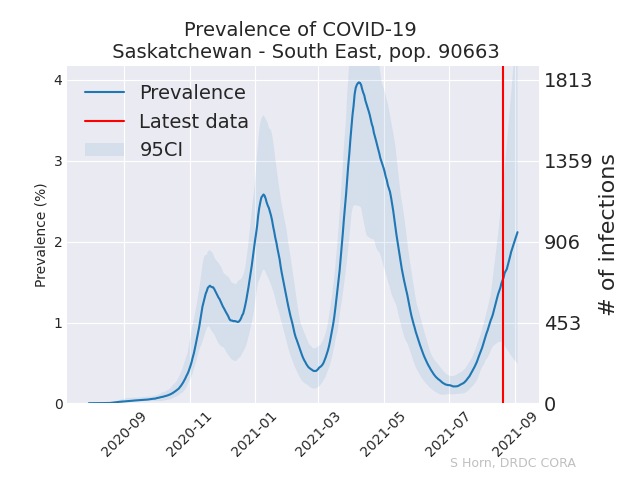 Prevalence of COVID-19
Saskatchewan - South East, pop. 90663
Prevalence
Latest data
95CI
Prevalence (%)
4
3
2
1
0
1813
1359
906
453
0
# of infections
2020-09
2020-11
2021-01
2021-03
2021-05
2021-07
2021-09
S Horn, DRDC CORA